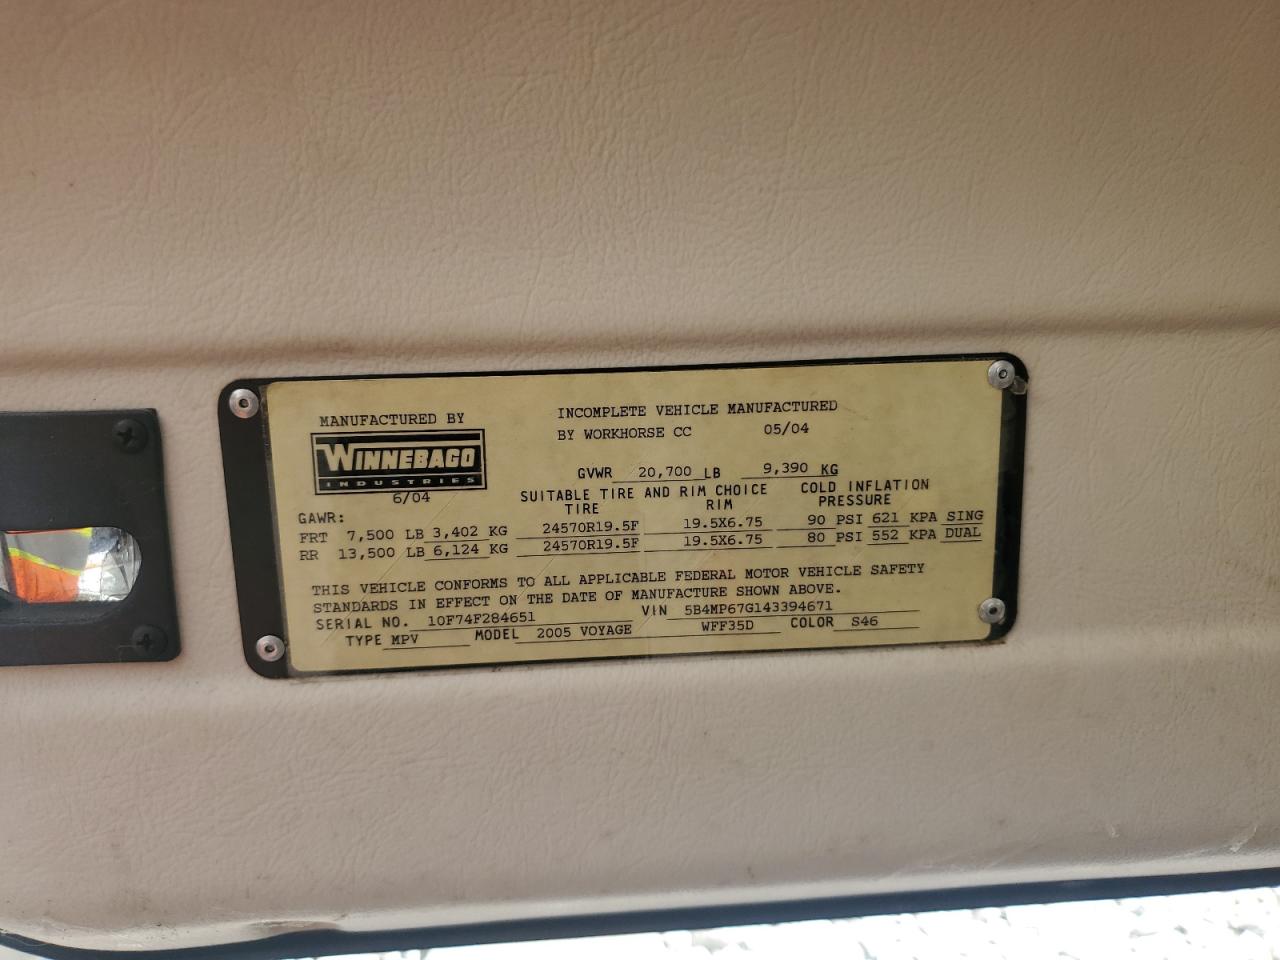 MANUFACTURED BY
WINNEBAGO
INDUSTRIES
6/04
INCOMPLETE VEHICLE MANUFACTURED
BY WORKHORSE CC 05/04
GVWR 20,700 LB 9,390 KG
SUITABLE TIRE AND RIM CHOICE COLD INFLATION
TIRE RIM PRESSURE
GAWR:
FRT 7,500 LB 3,402 KG 24570R19.5F 19.5X6.75 90 PSI 621 KPA SING
RR 13,500 LB 6,124 KG 24570R19.5F 19.5X6.75 80 PSI 552 KPA DUAL
THIS VEHICLE CONFORMS TO ALL APPLICABLE FEDERAL MOTOR VEHICLE SAFETY
STANDARDS IN EFFECT ON THE DATE OF MANUFACTURE SHOWN ABOVE.
SERIAL NO. 10F74F284651 VIN 5B4MP67G143394671
TYPE MPV MODEL 2005 VOYAGE WFF35D COLOR S46